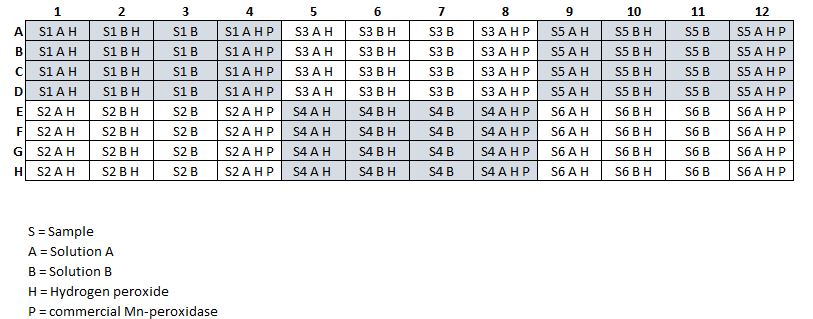 1 2 3 4 5 6 7 8 9 10 11 12
A S1 A H S1 B H S1 B S1 A H P S3 A H S3 B H S3 B S3 A H P S5 A H S5 B H S5 B S5 A H P
B S1 A H S1 B H S1 B S1 A H P S3 A H S3 B H S3 B S3 A H P S5 A H S5 B H S5 B S5 A H P
C S1 A H S1 B H S1 B S1 A H P S3 A H S3 B H S3 B S3 A H P S5 A H S5 B H S5 B S5 A H P
D S1 A H S1 B H S1 B S1 A H P S3 A H S3 B H S3 B S3 A H P S5 A H S5 B H S5 B S5 A H P
E S2 A H S2 B H S2 B S2 A H P S4 A H S4 B H S4 B S4 A H P S6 A H S6 B H S6 B S6 A H P
F S2 A H S2 B H S2 B S2 A H P S4 A H S4 B H S4 B S4 A H P S6 A H S6 B H S6 B S6 A H P
G S2 A H S2 B H S2 B S2 A H P S4 A H S4 B H S4 B S4 A H P S6 A H S6 B H S6 B S6 A H P
H S2 A H S2 B H S2 B S2 A H P S4 A H S4 B H S4 B S4 A H P S6 A H S6 B H S6 B S6 A H P
S = Sample
A = Solution A
B = Solution B
H = Hydrogen peroxide
P = commercial Mn-peroxidase